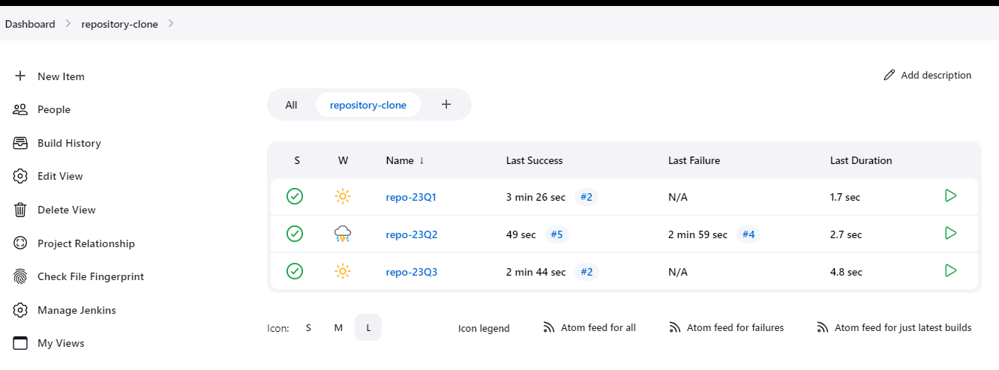 Dashboard > repository-clone >
New Item
People
Build History
Edit View
Delete View
Project Relationship
Check File Fingerprint
Manage Jenkins
My Views
Add description
All repository-clone +
S W Name ↓ Last Success Last Failure Last Duration
repo-23Q1 3 min 26 sec #2 N/A 1.7 sec
repo-23Q2 49 sec #5 2 min 59 sec #4 2.7 sec
repo-23Q3 2 min 44 sec #2 N/A 4.8 sec
Icon: S M L Icon legend Atom feed for all Atom feed for failures Atom feed for just latest builds